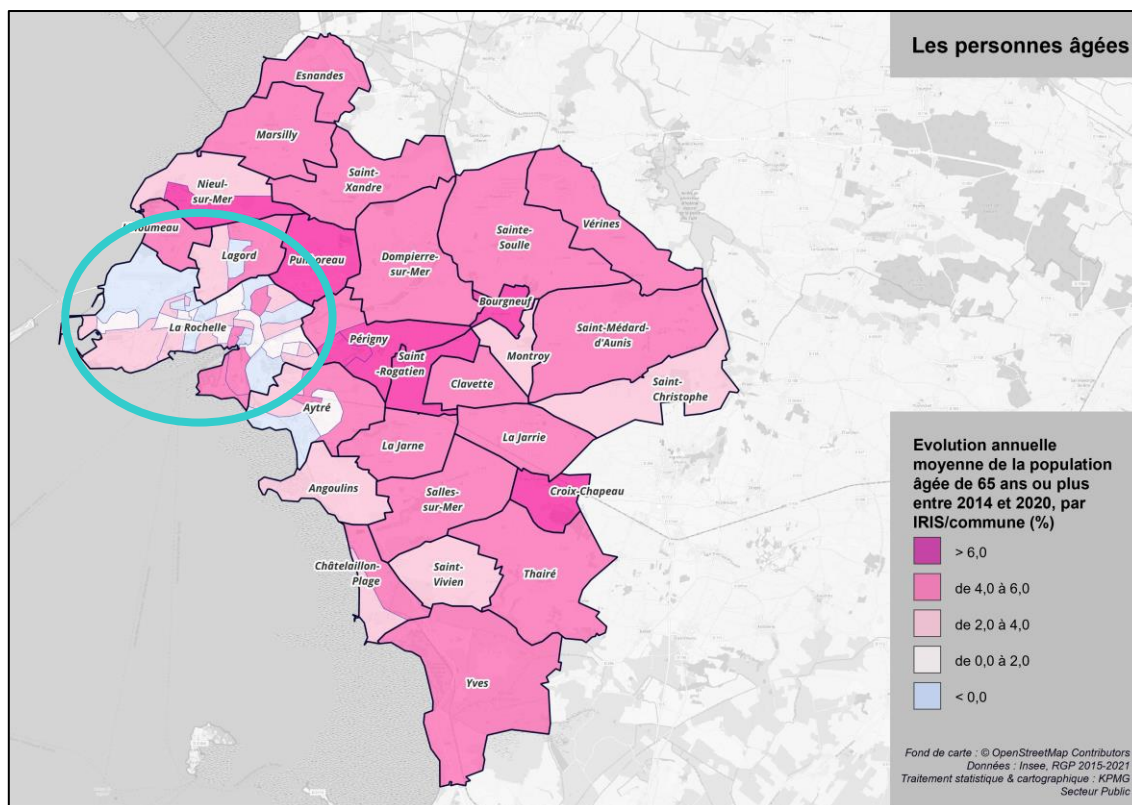 Les personnes âgées
Esnandes
Marsilly
Saint-
Xandre
Nieul-
sur-Mer
Vérines
L'Houmeau
Sainte-
Soulle
Lagord
Puilboreau
Dompierre-
sur-Mer
Bourgneuf
La Rochelle
Périgny
Saint-Médard-
d'Aunis
Saint
-Rogatien
Montroy
Clavette
Saint-
Christophe
Aytré
La Jarne
La Jarrie
Angoulins
Salles-
sur-Mer
Croix-Chapeau
Châtelaillon-
Plage
Saint-
Vivien
Thairé
Yves
Evolution annuelle
moyenne de la population
âgée de 65 ans ou plus
entre 2014 et 2020, par
IRIS/commune (%)
> 6,0
de 4,0 à 6,0
de 2,0 à 4,0
de 0,0 à 2,0
< 0,0
Fond de carte : © OpenStreetMap Contributors
Données : Insee, RGP 2015-2021
Traitement statistique & cartographique : KPMG
Secteur Public